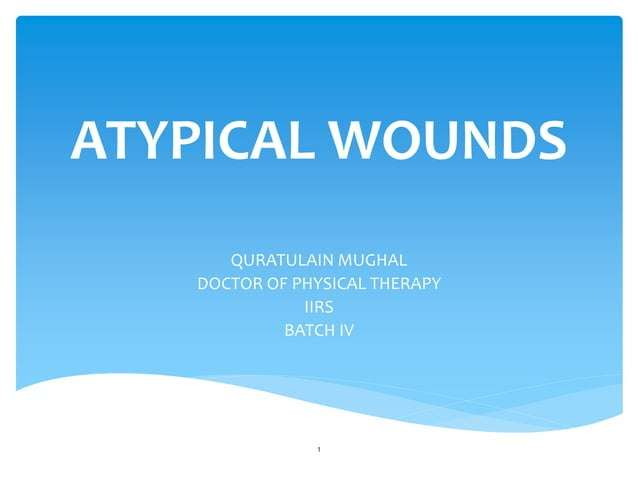 ATYPICAL WOUNDS
QURATULAIN MUGHAL
DOCTOR OF PHYSICAL THERAPY
IIRS
BATCH IV
1